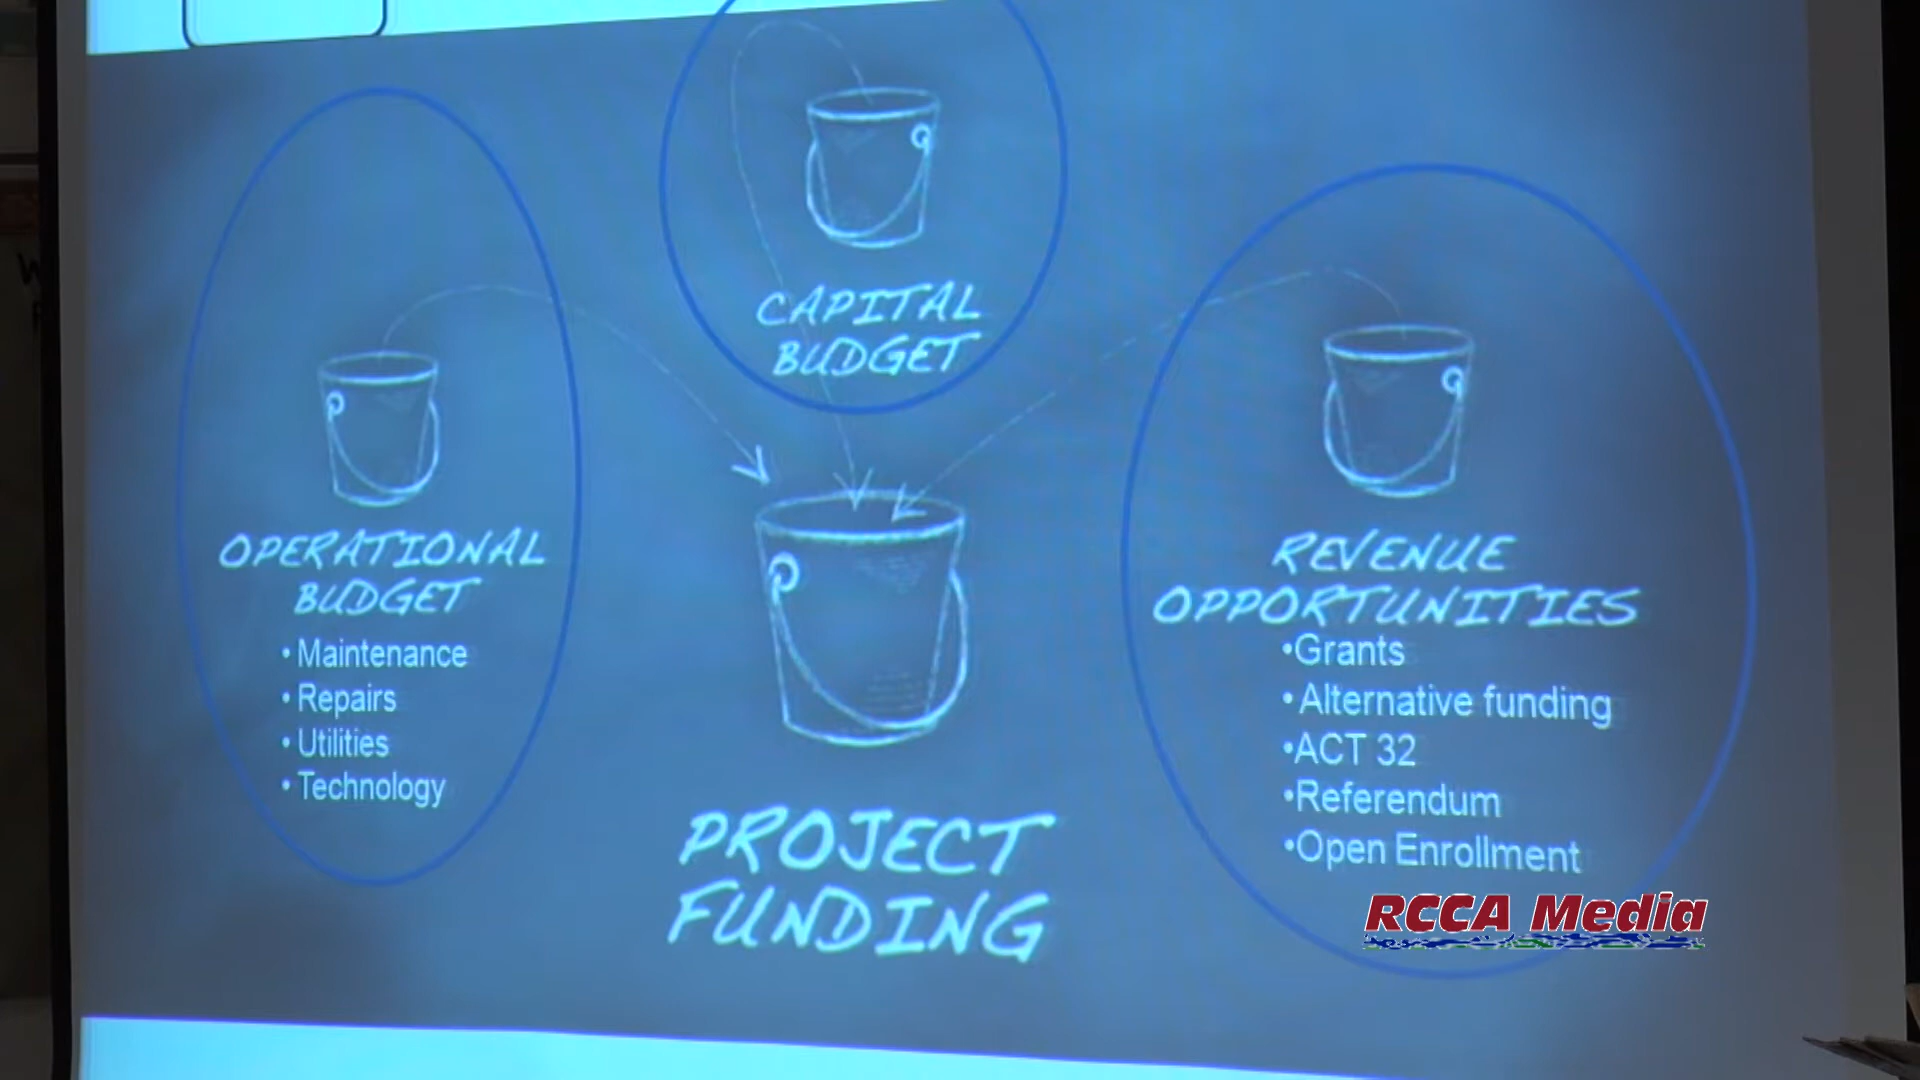 CAPITAL
BUDGET
OPERATIONAL
BUDGET
• Maintenance
• Repairs
• Utilities
• Technology
REVENUE
OPPORTUNITIES
•Grants
• Alternative funding
•ACT 32
•Referendum
•Open Enrollment
PROJECT
FUNDING
RCCA Media